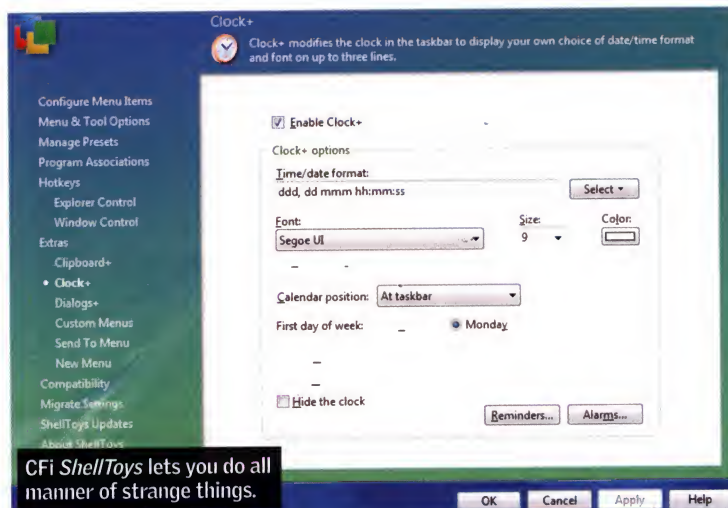 Clock+
Clock+ modifies the clock in the taskbar to display your own choice of date/time format
and font on up to three lines.
Configure Menu Items
Menu & Tool Options
Manage Presets
Program Associations
Hotkeys
Explorer Control
Window Control
Extras
Clipboard+
Clock+
Dialogs+
Custom Menus
Send To Menu
New Menu
Compatibility
Migrate Settings
ShellToys Updates
About ShellToys
Enable Clock+
Clock+ options
Time/date format:
ddd, dd mmm hh:mm:ss
Select
Font:
Size:
Color:
Segoe UI
9
Calendar position:
At taskbar
First day of week:
Monday
Hide the clock
Reminders...
Alarms...
CFi ShellToys lets you do all
manner of strange things.
OK
Cancel
Apply
Help